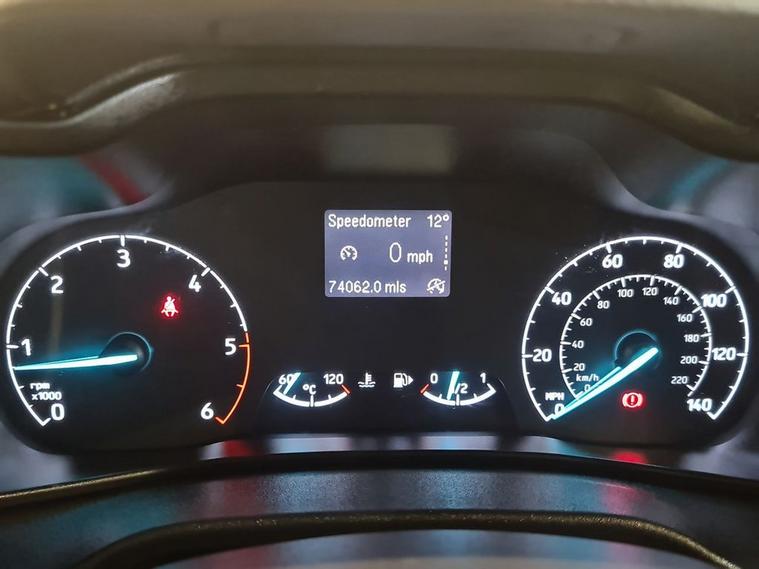 Speedometer 12°
0 mph
74062.0 mls
0 1 2 3 4 5 6
rpm
x1000
60 °C 120
0 1/2 1
0 20 40 60 80 100 120 140
MPH
0 20 40 60 80 100 120 140 160 180 200 220
km/h